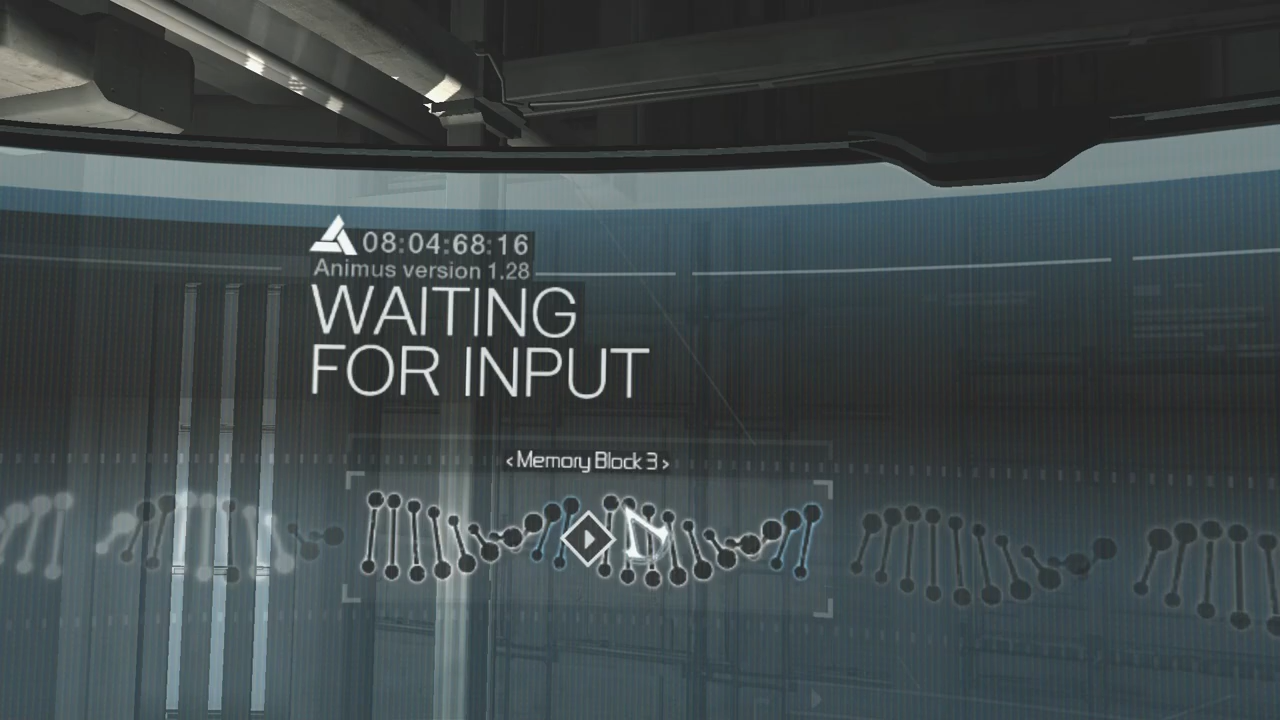 08:04:68:16
Animus version 1.28
WAITING
FOR INPUT
<Memory Block 3>